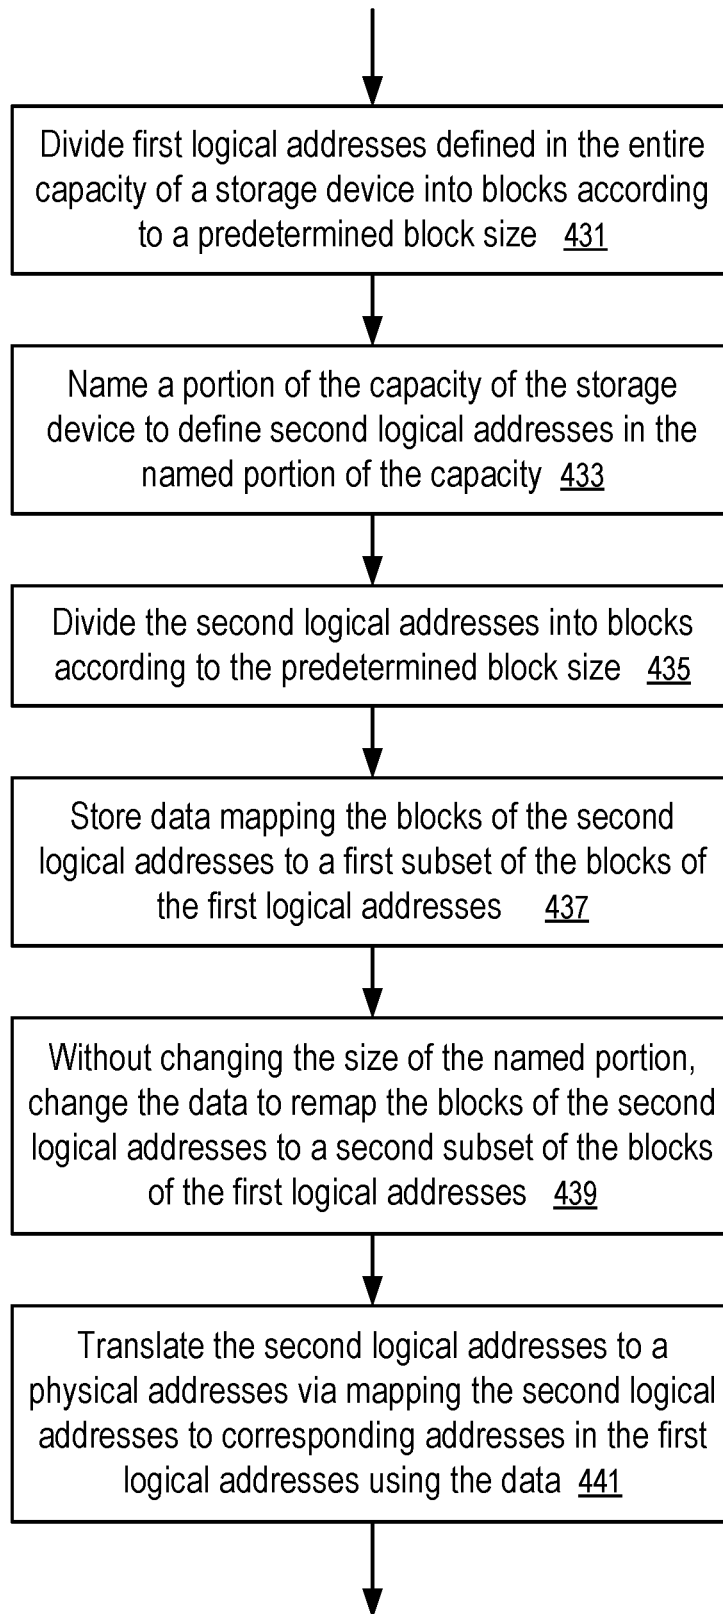 Divide first logical addresses defined in the entire
capacity of a storage device into blocks according
to a predetermined block size 431
Name a portion of the capacity of the storage
device to define second logical addresses in the
named portion of the capacity 433
Divide the second logical addresses into blocks
according to the predetermined block size 435
Store data mapping the blocks of the second
logical addresses to a first subset of the blocks of
the first logical addresses 437
Without changing the size of the named portion,
change the data to remap the blocks of the second
logical addresses to a second subset of the blocks
of the first logical addresses 439
Translate the second logical addresses to a
physical addresses via mapping the second logical
addresses to corresponding addresses in the first
logical addresses using the data 441